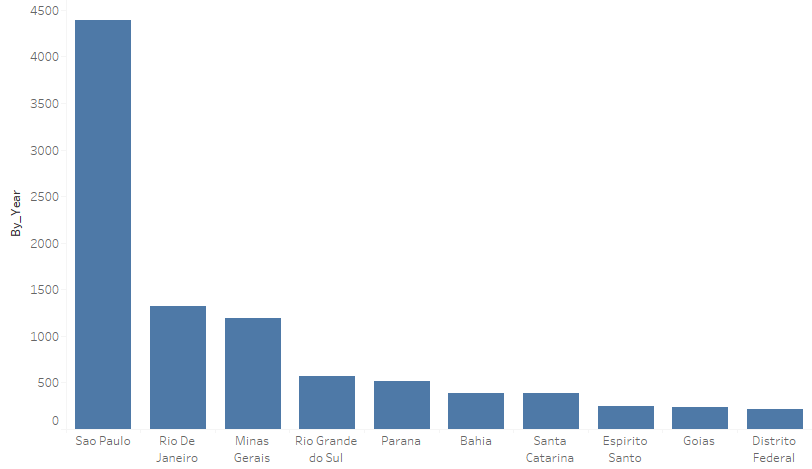 4500
4000
3500
3000
2500
2000
1500
1000
500
0
By_Year
Sao Paulo
Rio De
Janeiro
Minas
Gerais
Rio Grande
do Sul
Parana
Bahia
Santa
Catarina
Espirito
Santo
Goias
Distrito
Federal